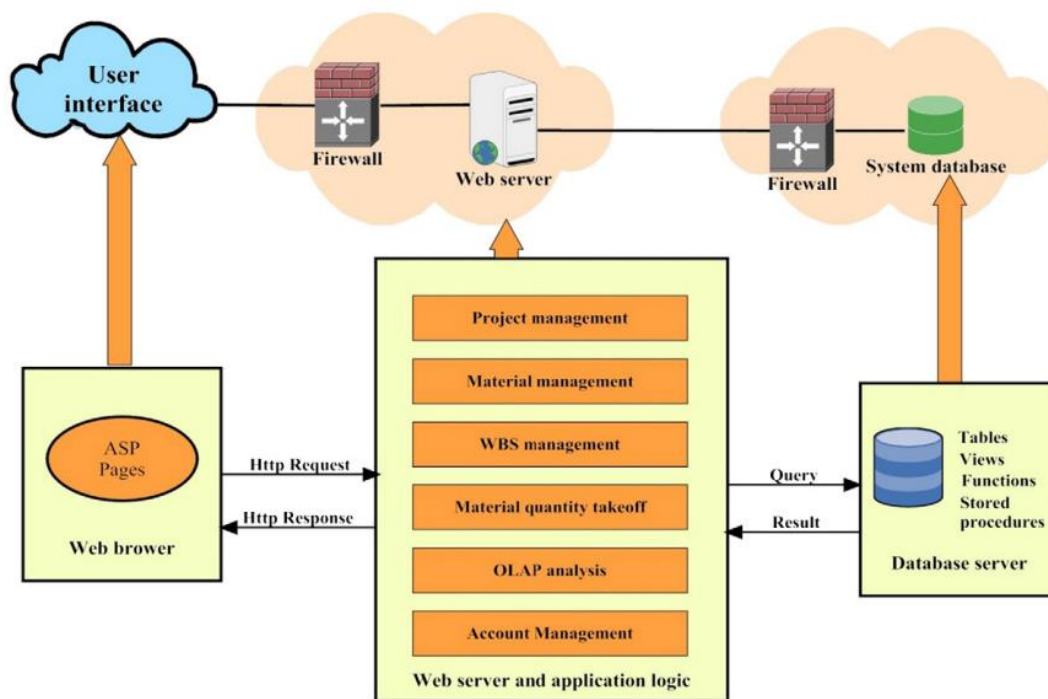 User
interface
Firewall
Web server
Firewall
System database
Project management
Material management
WBS management
Material quantity takeoff
OLAP analysis
Account Management
Web server and application logic
ASP
Pages
Web brower
Http Request
Http Response
Query
Result
Tables
Views
Functions
Stored
procedures
Database server